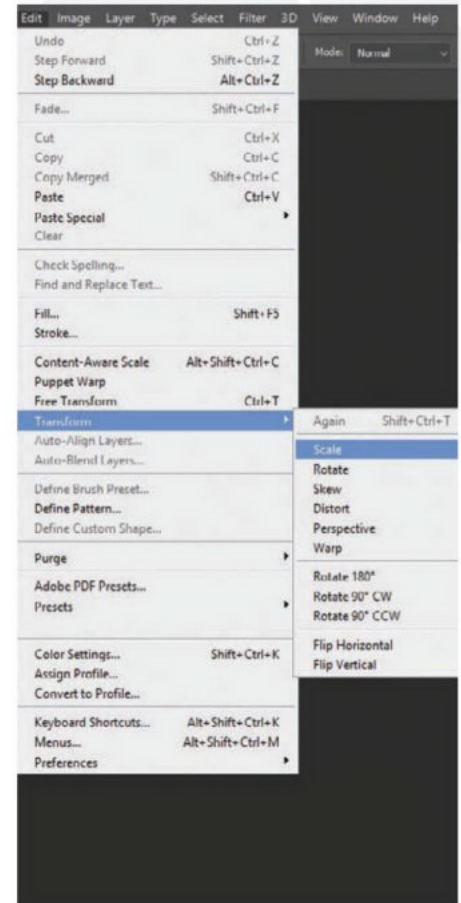 Edit Image Layer Type Select Filter 3D View Window Help
Mode: Normal
Undo Ctrl+Z
Step Forward Shift+Ctrl+Z
Step Backward Alt+Ctrl+Z
Fade... Shift+Ctrl+F
Cut Ctrl+X
Copy Ctrl+C
Copy Merged Shift+Ctrl+C
Paste Ctrl+V
Paste Special
Clear
Check Spelling...
Find and Replace Text...
Fill... Shift+F5
Stroke...
Content-Aware Scale Alt+Shift+Ctrl+C
Puppet Warp
Free Transform Ctrl+T
Transform
Auto-Align Layers...
Auto-Blend Layers...
Define Brush Preset...
Define Pattern...
Define Custom Shape...
Purge
Adobe PDF Presets...
Presets
Color Settings... Shift+Ctrl+K
Assign Profile...
Convert to Profile...
Keyboard Shortcuts... Alt+Shift+Ctrl+K
Menus... Alt+Shift+Ctrl+M
Preferences
Again Shift+Ctrl+T
Scale
Rotate
Skew
Distort
Perspective
Warp
Rotate 180°
Rotate 90° CW
Rotate 90° CCW
Flip Horizontal
Flip Vertical